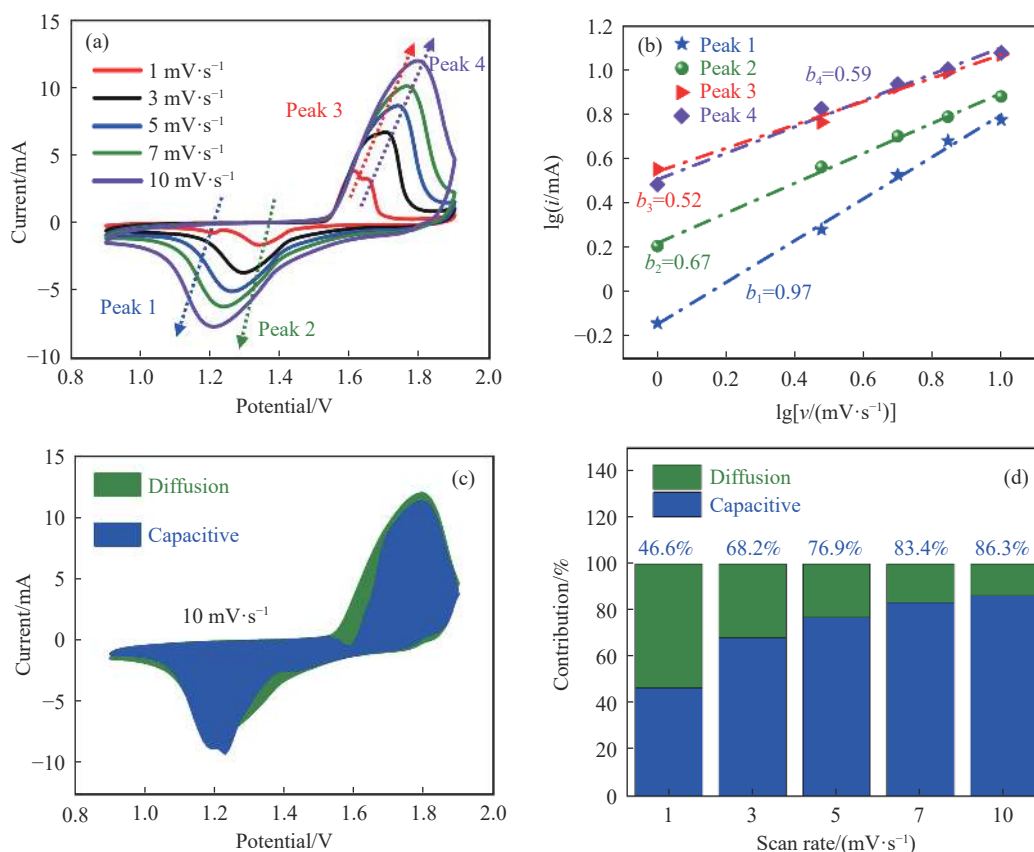 (a)
1 mV·s⁻¹
3 mV·s⁻¹
5 mV·s⁻¹
7 mV·s⁻¹
10 mV·s⁻¹
Peak 3
Peak 4
Peak 1
Peak 2
15
10
5
0
−5
−10
Current/mA
0.8 1.0 1.2 1.4 1.6 1.8 2.0
Potential/V
(b)
Peak 1
Peak 2
Peak 3
Peak 4
b₄=0.59
b₃=0.52
b₂=0.67
b₁=0.97
1.4
1.2
1.0
0.8
0.6
0.4
0.2
0
−0.2
lg(i/mA)
0 0.2 0.4 0.6 0.8 1.0
lg[v/(mV·s⁻¹)]
(c)
Diffusion
Capacitive
10 mV·s⁻¹
15
10
5
0
−5
−10
Current/mA
0.8 1.0 1.2 1.4 1.6 1.8 2.0
Potential/V
(d)
Diffusion
Capacitive
46.6% 68.2% 76.9% 83.4% 86.3%
140
120
100
80
60
40
20
0
Contribution/%
1 3 5 7 10
Scan rate/(mV·s⁻¹)